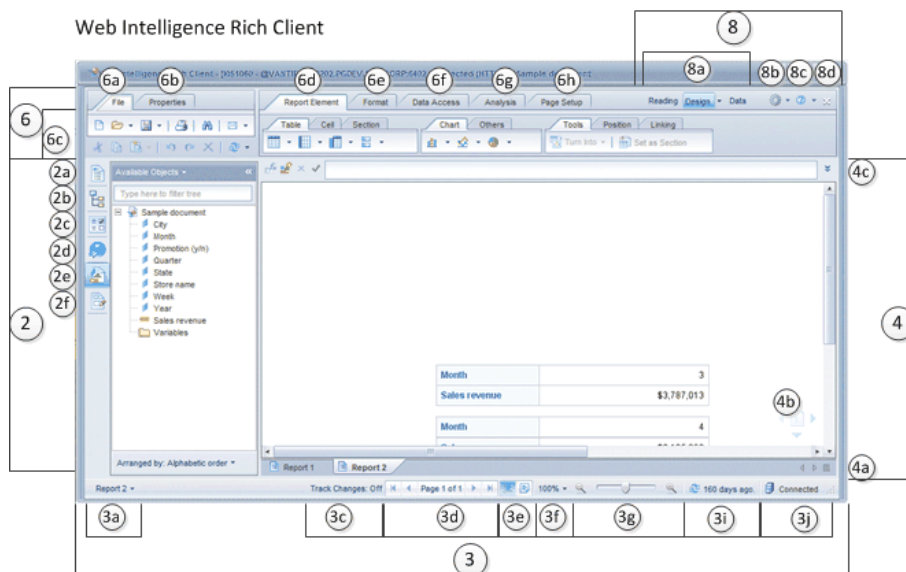 Web Intelligence Rich Client
8
6a 6b 6d 6e 6f 6g 6h 8a 8b 8c 8d
Sample document
File Properties Report Element Format Data Access Analysis Page Setup Reading Design Data
6
6c
Table Cell Section Chart Others Tools Position Linking
Turn Into Set as Section
2a Available Objects 4c
2b Type here to filter tree
Sample document
2c City
Month
2d Promotion (y/n)
Quarter
2e State
Store name
2f Week
Year
2 4
Sales revenue
Variables
Month 3
Sales revenue $3,787,013
4b
Month 4
Arranged by: Alphabetic order Report 1 Report 2 4a
Report 2 Track Changes: Off Page 1 of 1 100% 160 days ago. Connected
3a 3c 3d 3e 3f 3g 3i 3j
3